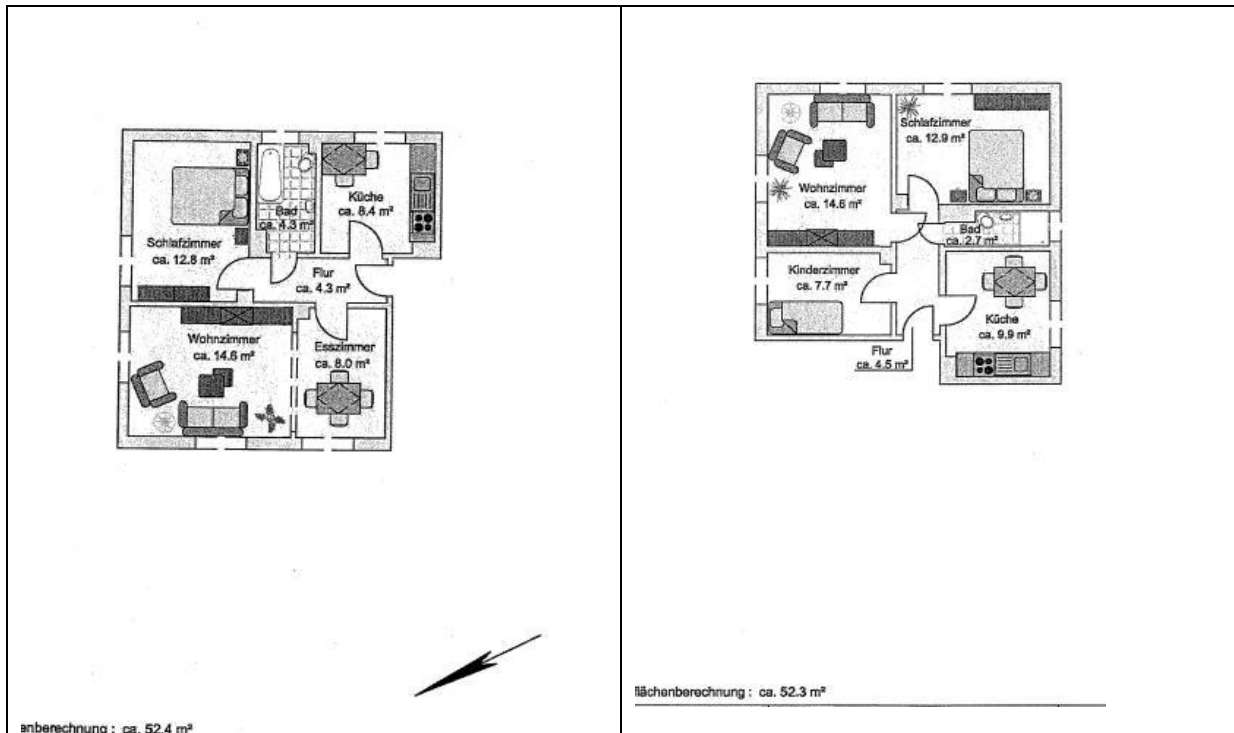 Bad
ca. 4.3 m²
Küche
ca. 8.4 m²
Schlafzimmer
ca. 12.8 m²
Flur
ca. 4.3 m²
Wohnzimmer
ca. 14.6 m²
Esszimmer
ca. 8.0 m²
enberechnung : ca. 52.4 m²
Schlafzimmer
ca. 12.9 m²
Wohnzimmer
ca. 14.6 m²
Bad
ca. 2.7 m²
Kinderzimmer
ca. 7.7 m²
Küche
ca. 9.9 m²
Flur
ca. 4.5 m²
flächenberechnung : ca. 52.3 m²